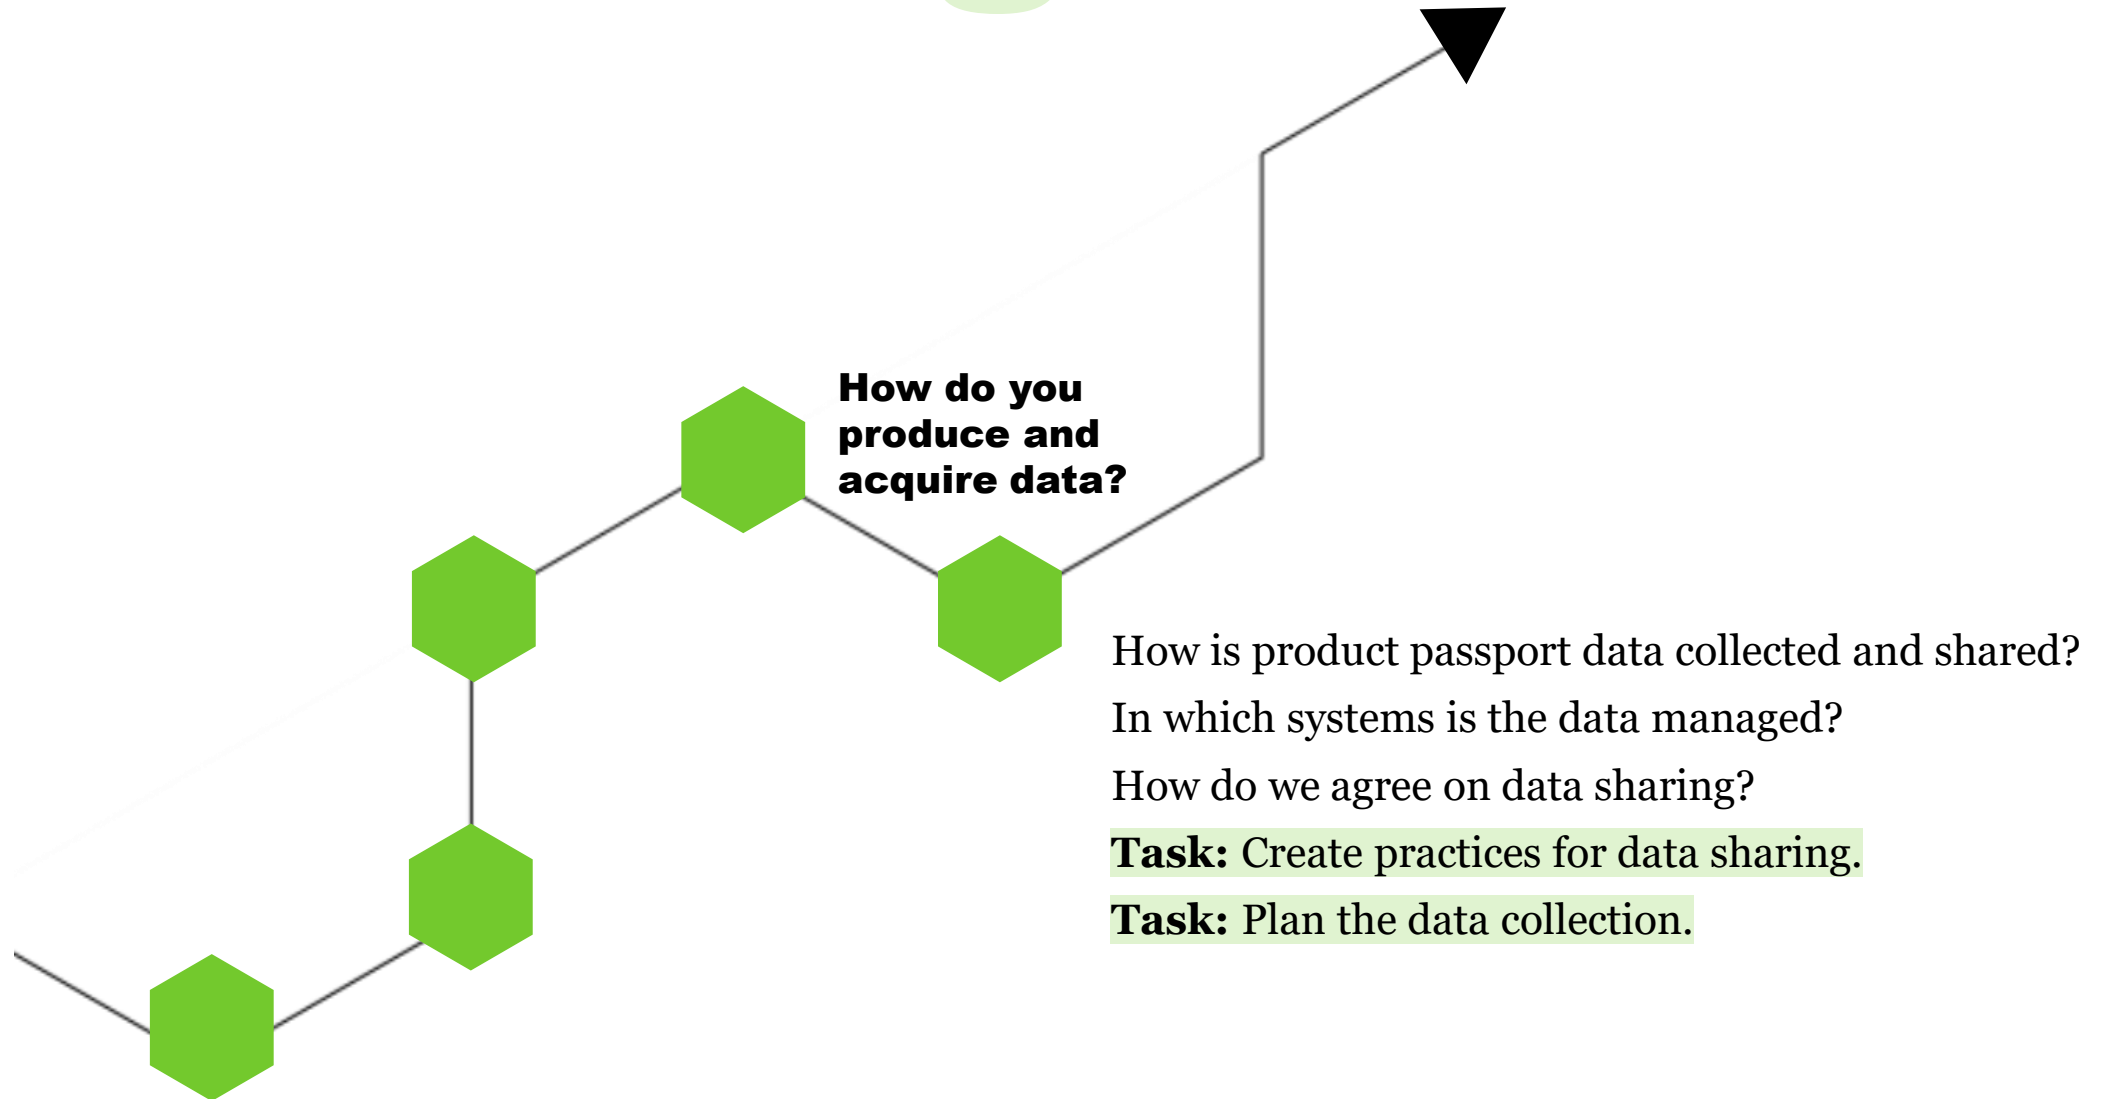 How do you
produce and
acquire data?
How is product passport data collected and shared?
In which systems is the data managed?
How do we agree on data sharing?
Task: Create practices for data sharing.
Task: Plan the data collection.